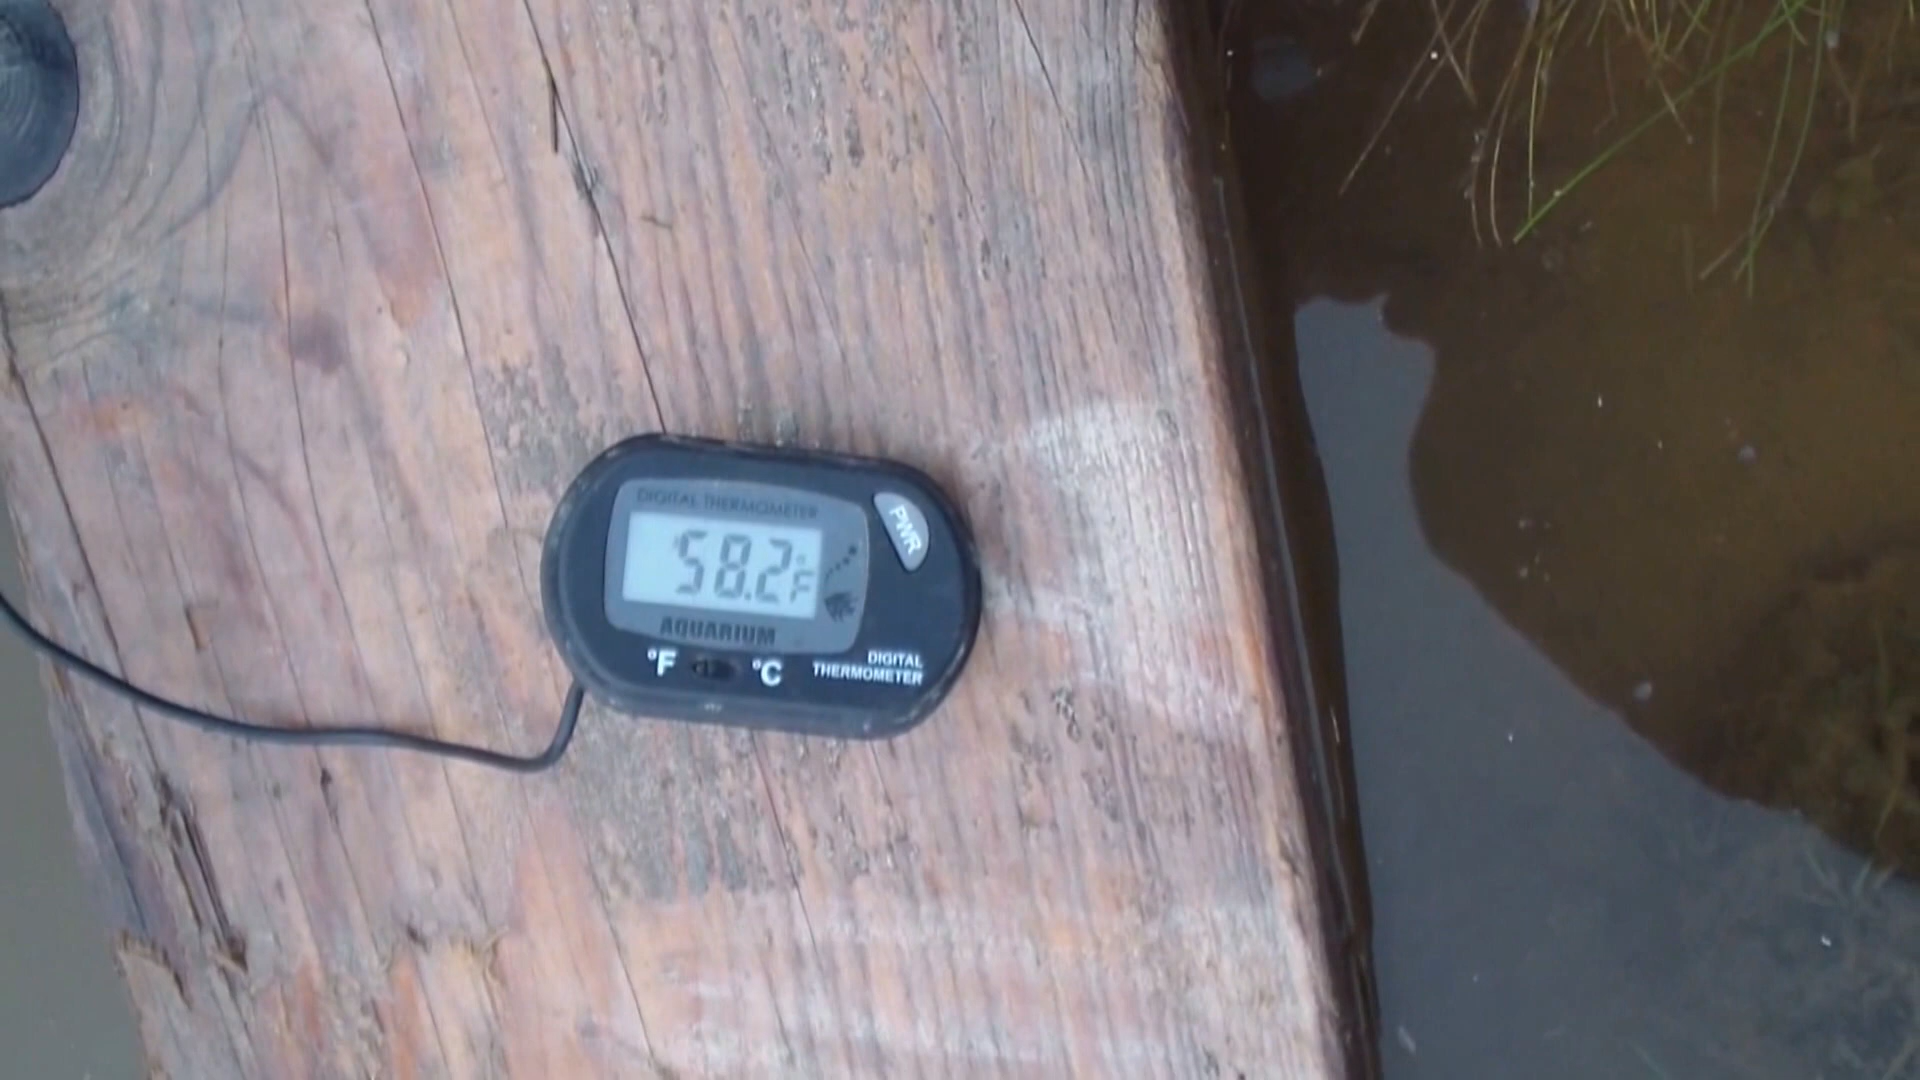 DIGITAL THERMOMETER
PWR
58.2°F
AQUARIUM
°F °C
DIGITAL
THERMOMETER